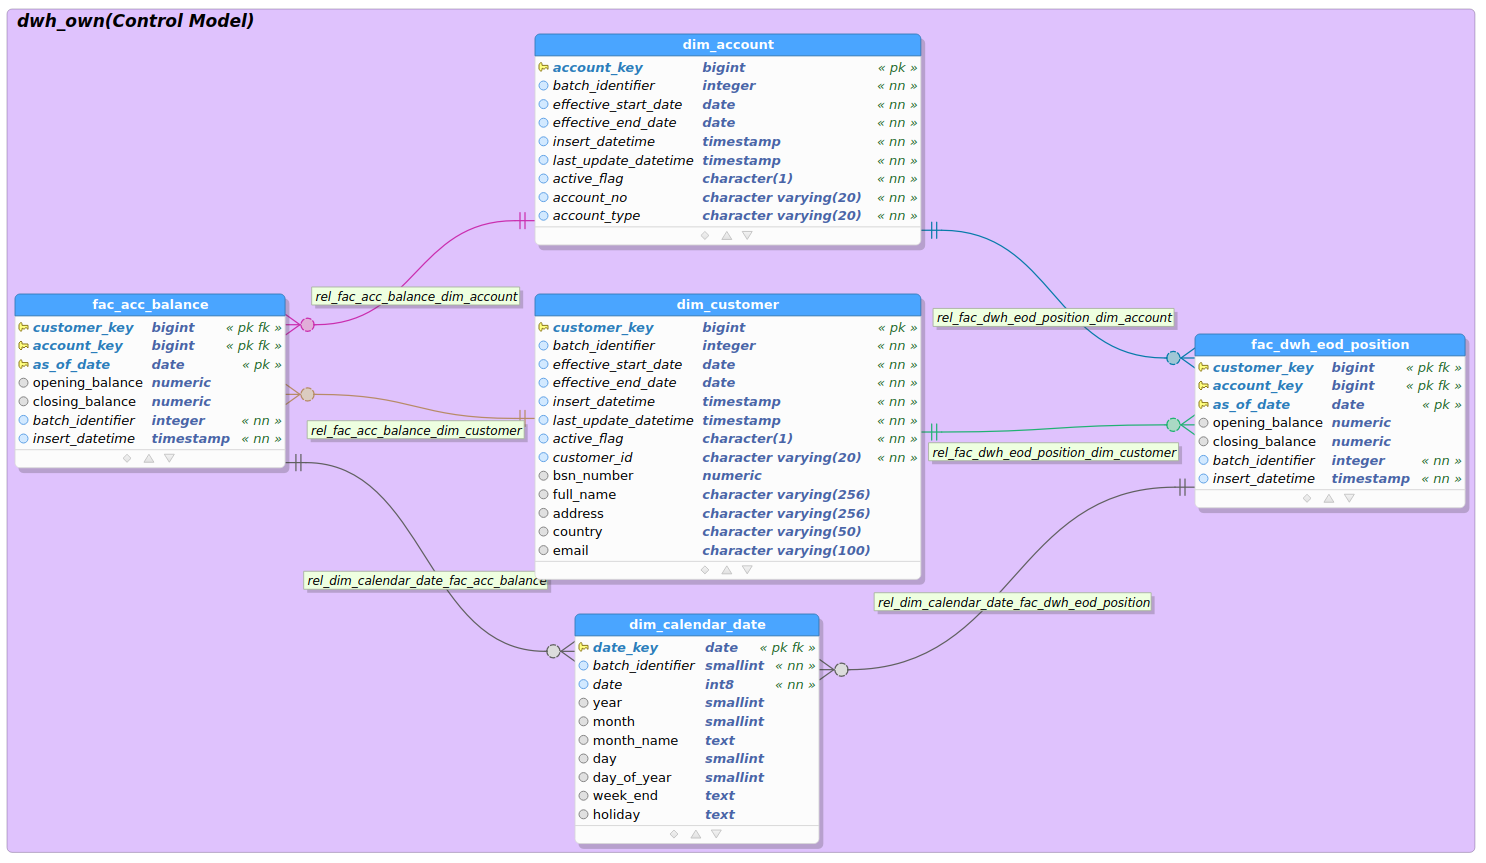 dwh_own(Control Model)
dim_account
account_key bigint « pk »
batch_identifier integer « nn »
effective_start_date date « nn »
effective_end_date date « nn »
insert_datetime timestamp « nn »
last_update_datetime timestamp « nn »
active_flag character(1) « nn »
account_no character varying(20) « nn »
account_type character varying(20) « nn »
rel_fac_acc_balance_dim_account
fac_acc_balance
customer_key bigint « pk fk »
account_key bigint « pk fk »
as_of_date date « pk »
opening_balance numeric
closing_balance numeric
batch_identifier integer « nn »
insert_datetime timestamp « nn »
rel_fac_acc_balance_dim_customer
dim_customer
customer_key bigint « pk »
batch_identifier integer « nn »
effective_start_date date « nn »
effective_end_date date « nn »
insert_datetime timestamp « nn »
last_update_datetime timestamp « nn »
active_flag character(1) « nn »
customer_id character varying(20) « nn »
bsn_number numeric
full_name character varying(256)
address character varying(256)
country character varying(50)
email character varying(100)
rel_fac_dwh_eod_position_dim_account
fac_dwh_eod_position
customer_key bigint « pk fk »
account_key bigint « pk fk »
as_of_date date « pk »
opening_balance numeric
closing_balance numeric
batch_identifier integer « nn »
insert_datetime timestamp « nn »
rel_fac_dwh_eod_position_dim_customer
rel_dim_calendar_date_fac_acc_balance
rel_dim_calendar_date_fac_dwh_eod_position
dim_calendar_date
date_key date « pk fk »
batch_identifier smallint « nn »
date int8 « nn »
year smallint
month smallint
month_name text
day smallint
day_of_year smallint
week_end text
holiday text